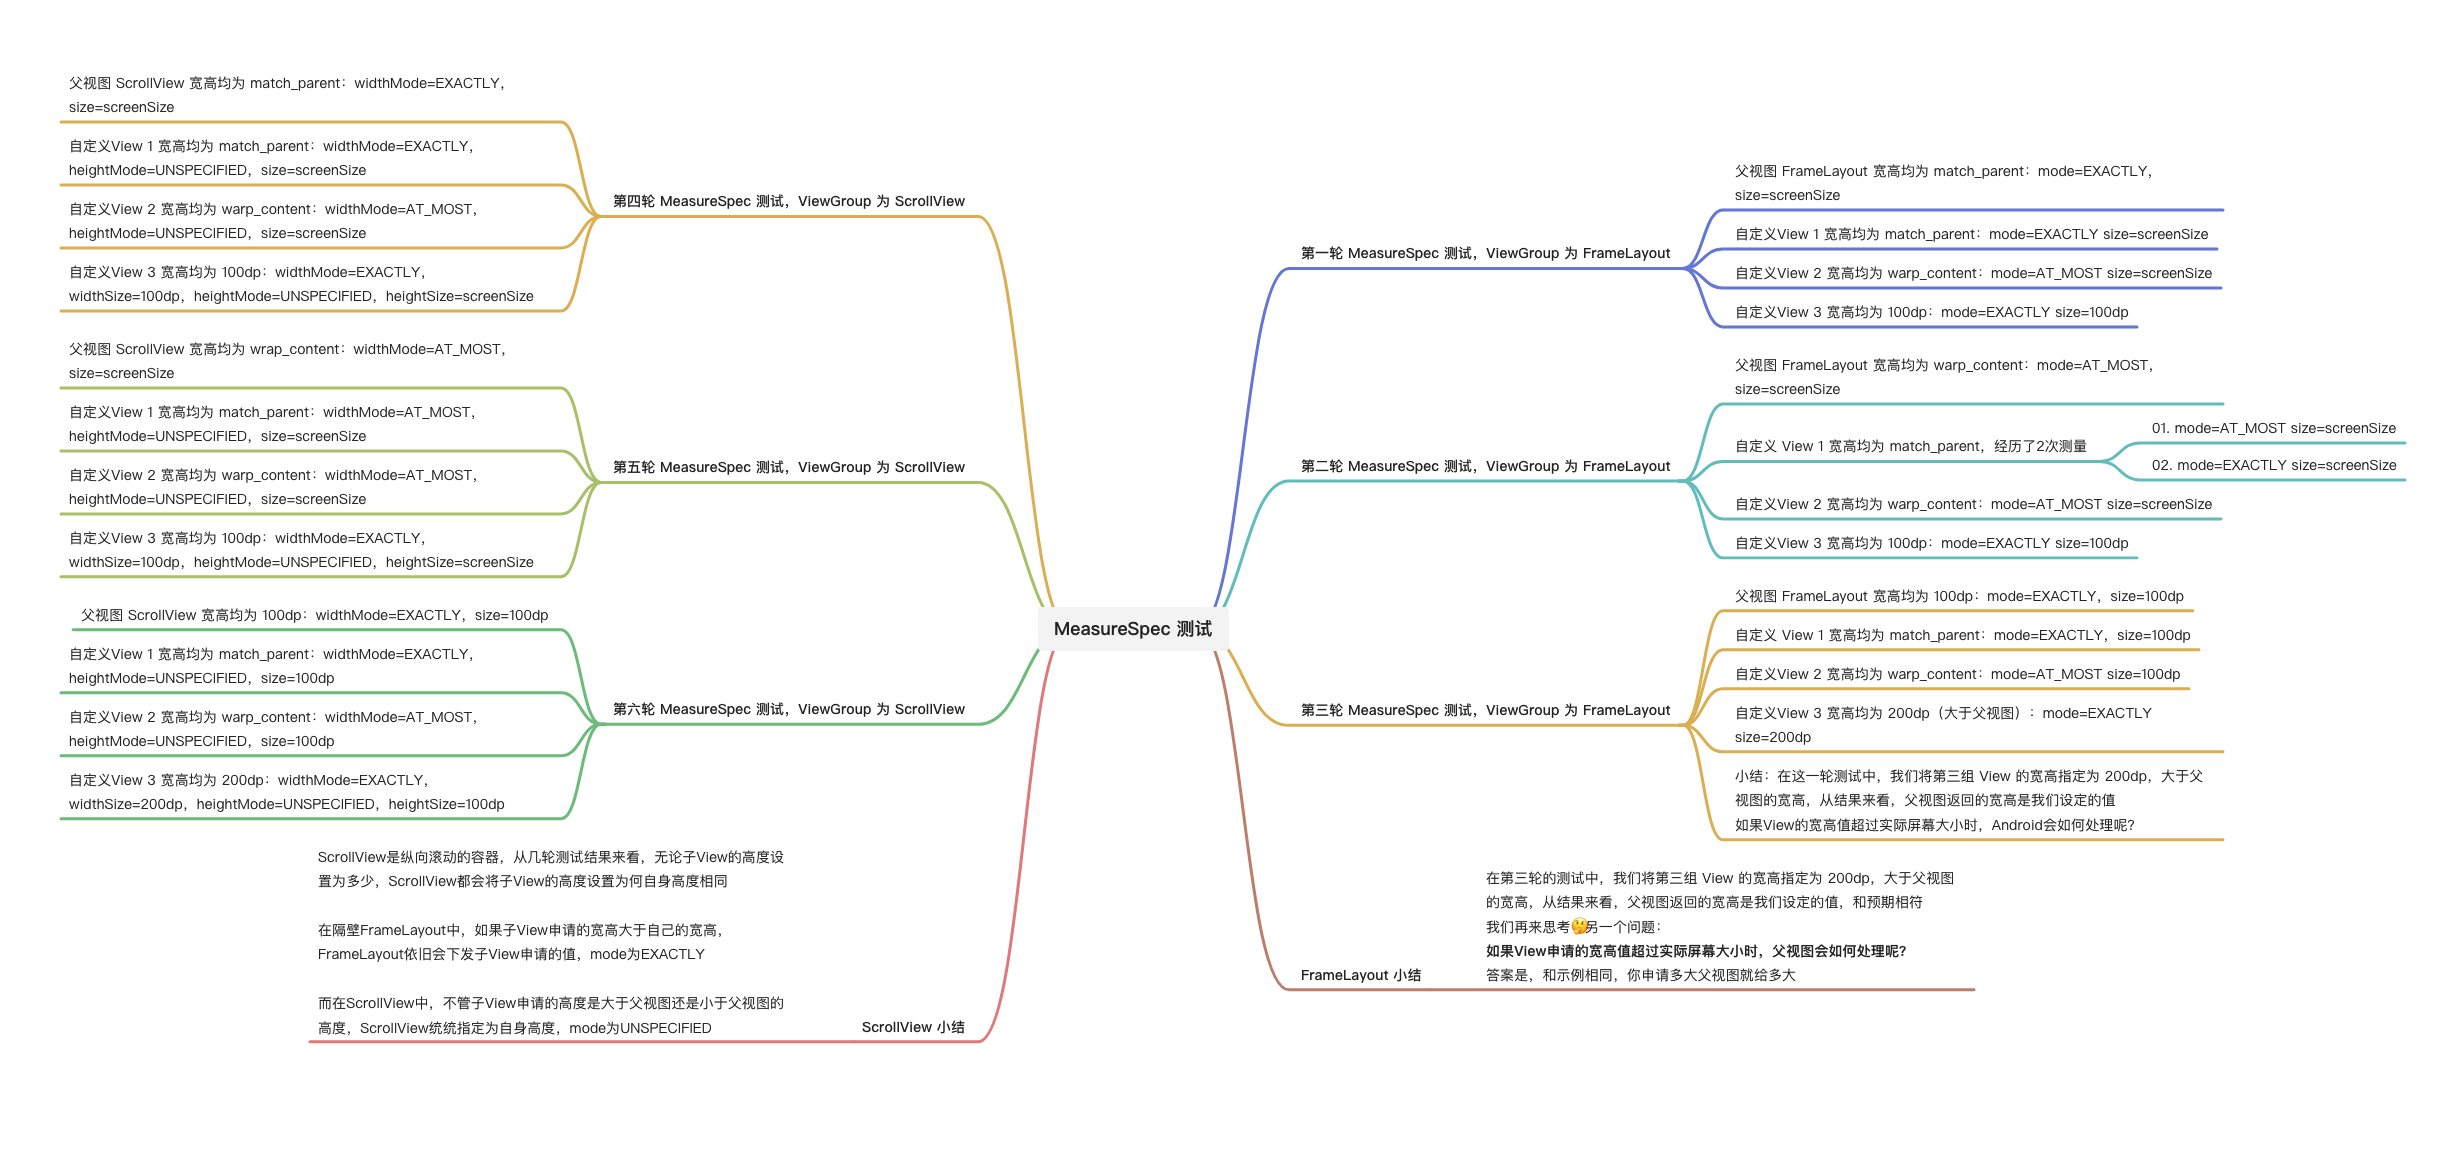 MeasureSpec 测试
第一轮 MeasureSpec 测试，ViewGroup 为 FrameLayout
父视图 FrameLayout 宽高均为 match_parent：mode=EXACTLY，
size=screenSize
自定义View 1 宽高均为 match_parent：mode=EXACTLY size=screenSize
自定义View 2 宽高均为 warp_content：mode=AT_MOST size=screenSize
自定义View 3 宽高均为 100dp：mode=EXACTLY size=100dp
第二轮 MeasureSpec 测试，ViewGroup 为 FrameLayout
父视图 FrameLayout 宽高均为 warp_content：mode=AT_MOST，
size=screenSize
自定义 View 1 宽高均为 match_parent，经历了2次测量
01. mode=AT_MOST size=screenSize
02. mode=EXACTLY size=screenSize
自定义View 2 宽高均为 warp_content：mode=AT_MOST size=screenSize
自定义View 3 宽高均为 100dp：mode=EXACTLY size=100dp
第三轮 MeasureSpec 测试，ViewGroup 为 FrameLayout
父视图 FrameLayout 宽高均为 100dp：mode=EXACTLY，size=100dp
自定义 View 1 宽高均为 match_parent：mode=EXACTLY，size=100dp
自定义View 2 宽高均为 warp_content：mode=AT_MOST size=100dp
自定义View 3 宽高均为 200dp（大于父视图）：mode=EXACTLY
size=200dp
小结：在这一轮测试中，我们将第三组 View 的宽高指定为 200dp，大于父
视图的宽高，从结果来看，父视图返回的宽高是我们设定的值
如果View的宽高值超过实际屏幕大小时，Android会如何处理呢？
FrameLayout 小结
在第三轮的测试中，我们将第三组 View 的宽高指定为 200dp，大于父视图
的宽高，从结果来看，父视图返回的宽高是我们设定的值，和预期相符
我们再来思考🤔另一个问题：
如果View申请的宽高值超过实际屏幕大小时，父视图会如何处理呢？
答案是，和示例相同，你申请多大父视图就给多大
第四轮 MeasureSpec 测试，ViewGroup 为 ScrollView
父视图 ScrollView 宽高均为 match_parent：widthMode=EXACTLY，
size=screenSize
自定义View 1 宽高均为 match_parent：widthMode=EXACTLY，
heightMode=UNSPECIFIED，size=screenSize
自定义View 2 宽高均为 warp_content：widthMode=AT_MOST，
heightMode=UNSPECIFIED，size=screenSize
自定义View 3 宽高均为 100dp：widthMode=EXACTLY，
widthSize=100dp，heightMode=UNSPECIFIED，heightSize=screenSize
第五轮 MeasureSpec 测试，ViewGroup 为 ScrollView
父视图 ScrollView 宽高均为 wrap_content：widthMode=AT_MOST，
size=screenSize
自定义View 1 宽高均为 match_parent：widthMode=AT_MOST，
heightMode=UNSPECIFIED，size=screenSize
自定义View 2 宽高均为 warp_content：widthMode=AT_MOST，
heightMode=UNSPECIFIED，size=screenSize
自定义View 3 宽高均为 100dp：widthMode=EXACTLY，
widthSize=100dp，heightMode=UNSPECIFIED，heightSize=screenSize
第六轮 MeasureSpec 测试，ViewGroup 为 ScrollView
父视图 ScrollView 宽高均为 100dp：widthMode=EXACTLY，size=100dp
自定义View 1 宽高均为 match_parent：widthMode=EXACTLY，
heightMode=UNSPECIFIED，size=100dp
自定义View 2 宽高均为 warp_content：widthMode=AT_MOST，
heightMode=UNSPECIFIED，size=100dp
自定义View 3 宽高均为 200dp：widthMode=EXACTLY，
widthSize=200dp，heightMode=UNSPECIFIED，heightSize=100dp
ScrollView 小结
ScrollView是纵向滚动的容器，从几轮测试结果来看，无论子View的高度设
置为多少，ScrollView都会将子View的高度设置为何自身高度相同
在隔壁FrameLayout中，如果子View申请的宽高大于自己的宽高，
FrameLayout依旧会下发子View申请的值，mode为EXACTLY
而在ScrollView中，不管子View申请的高度是大于父视图还是小于父视图的
高度，ScrollView统统指定为自身高度，mode为UNSPECIFIED